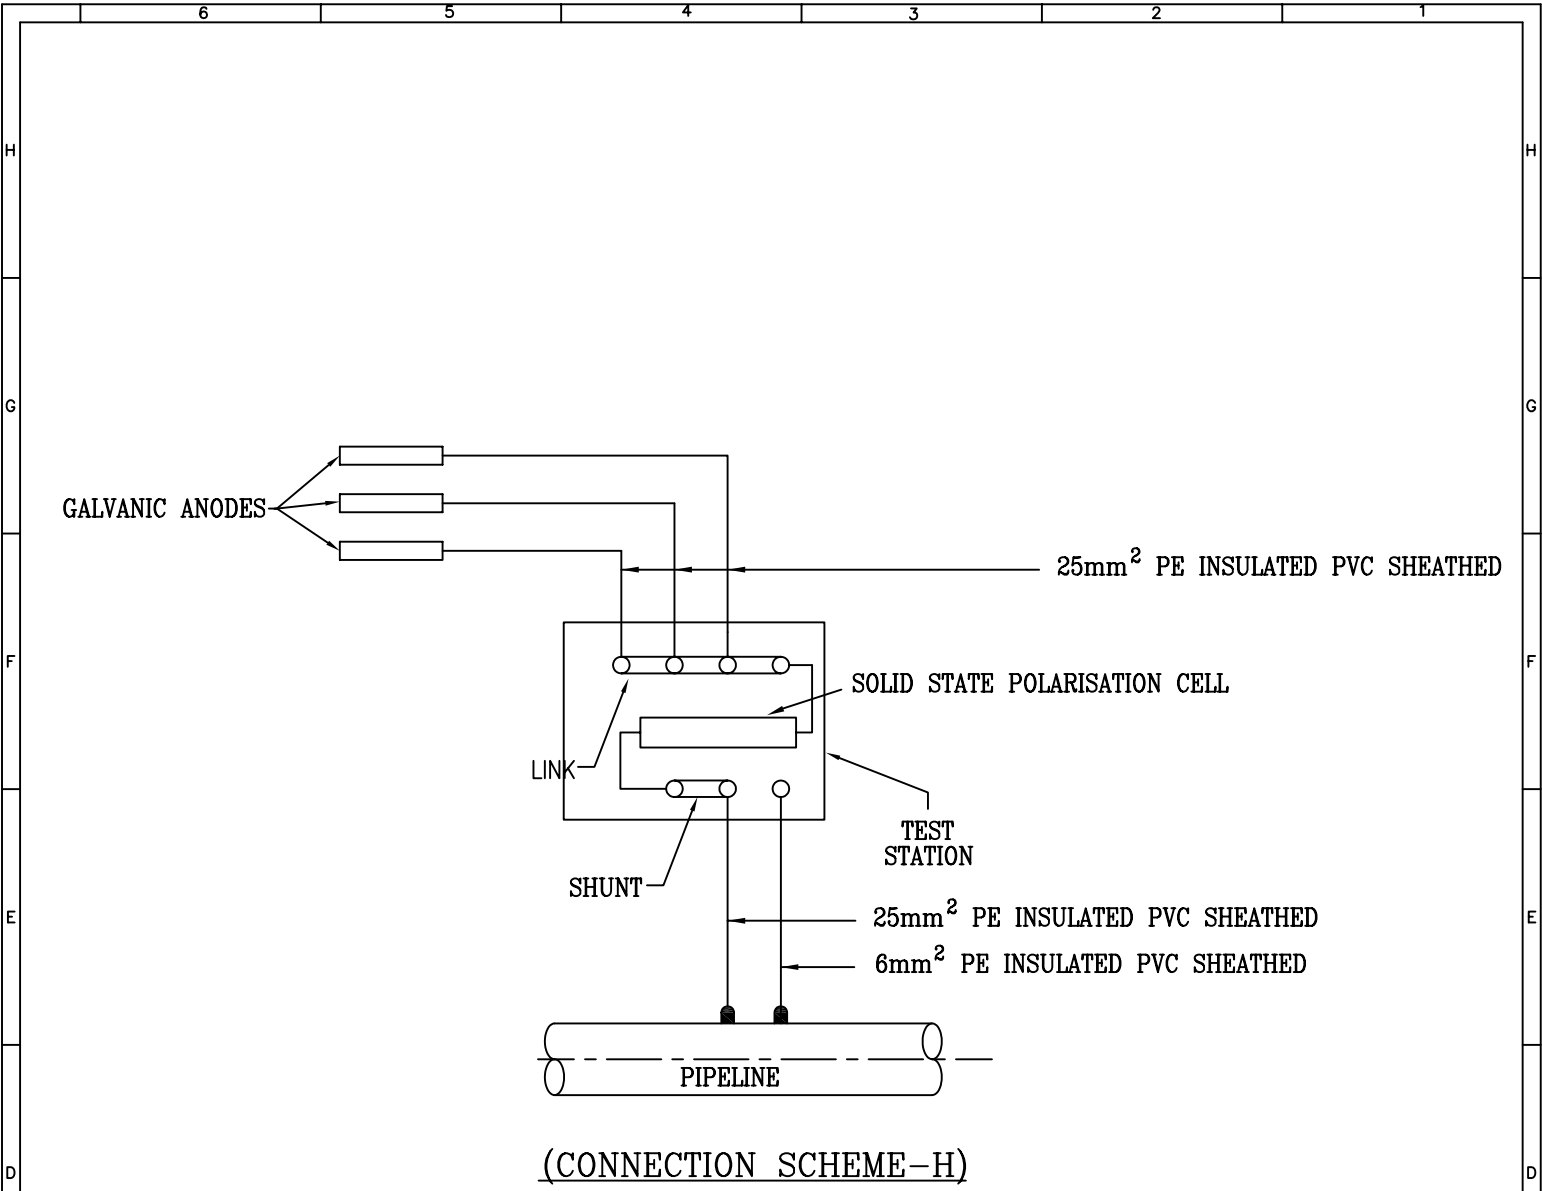 6 5 4 3 2 1
H H
G G
GALVANIC ANODES
25mm² PE INSULATED PVC SHEATHED
F F
SOLID STATE POLARISATION CELL
LINK
TEST
STATION
SHUNT
E E
25mm² PE INSULATED PVC SHEATHED
6mm² PE INSULATED PVC SHEATHED
PIPELINE
(CONNECTION SCHEME-H)
D D